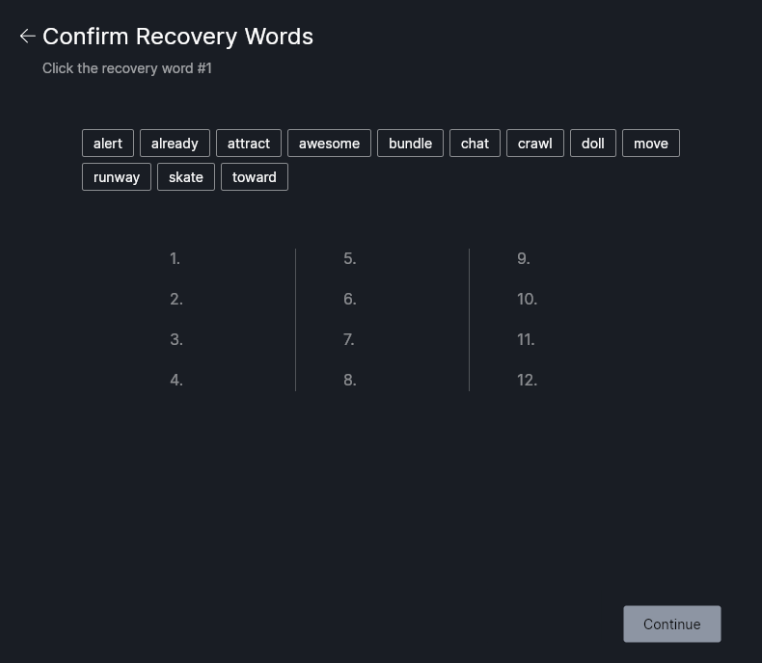 Confirm Recovery Words
Click the recovery word #1
alert already attract awesome bundle chat crawl doll move
runway skate toward
1. 5. 9.
2. 6. 10.
3. 7. 11.
4. 8. 12.
Continue